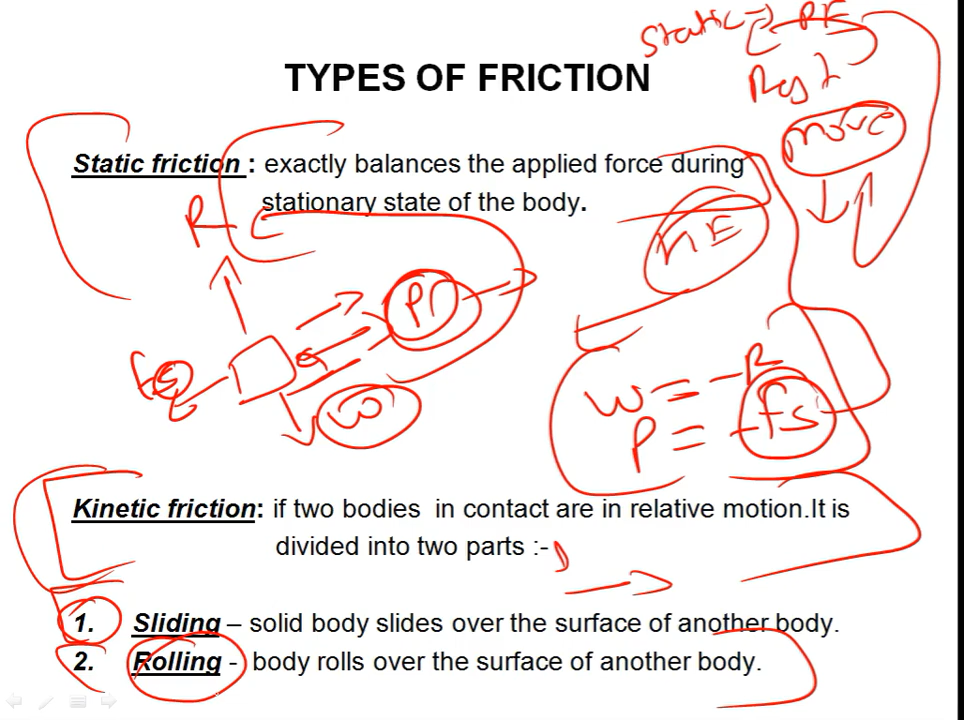 Static => PE
TYPES OF FRICTION
Rest
move
Static friction : exactly balances the applied force during
stationary state of the body.
R
P
fs
W
W = -R
P = -fs
Kinetic friction: if two bodies in contact are in relative motion.It is
divided into two parts :-
1. Sliding – solid body slides over the surface of another body.
2. Rolling - body rolls over the surface of another body.